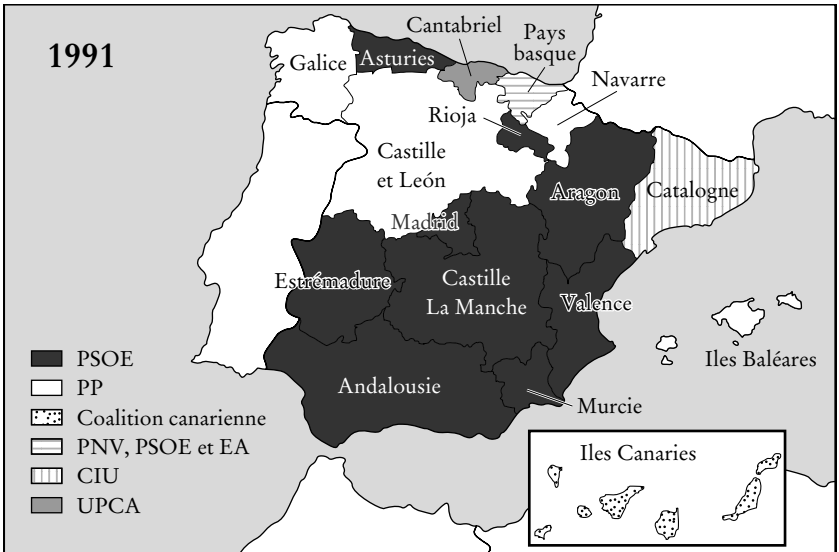 1991
Cantabriel
Pays
basque
Galice
Asturies
Navarre
Rioja
Castille
et León
Aragon
Catalogne
Madrid
Estrémadure
Castille
La Manche
Valence
Iles Baléares
Andalousie
Murcie
PSOE
PP
Coalition canarienne
PNV, PSOE et EA
CIU
UPCA
Iles Canaries